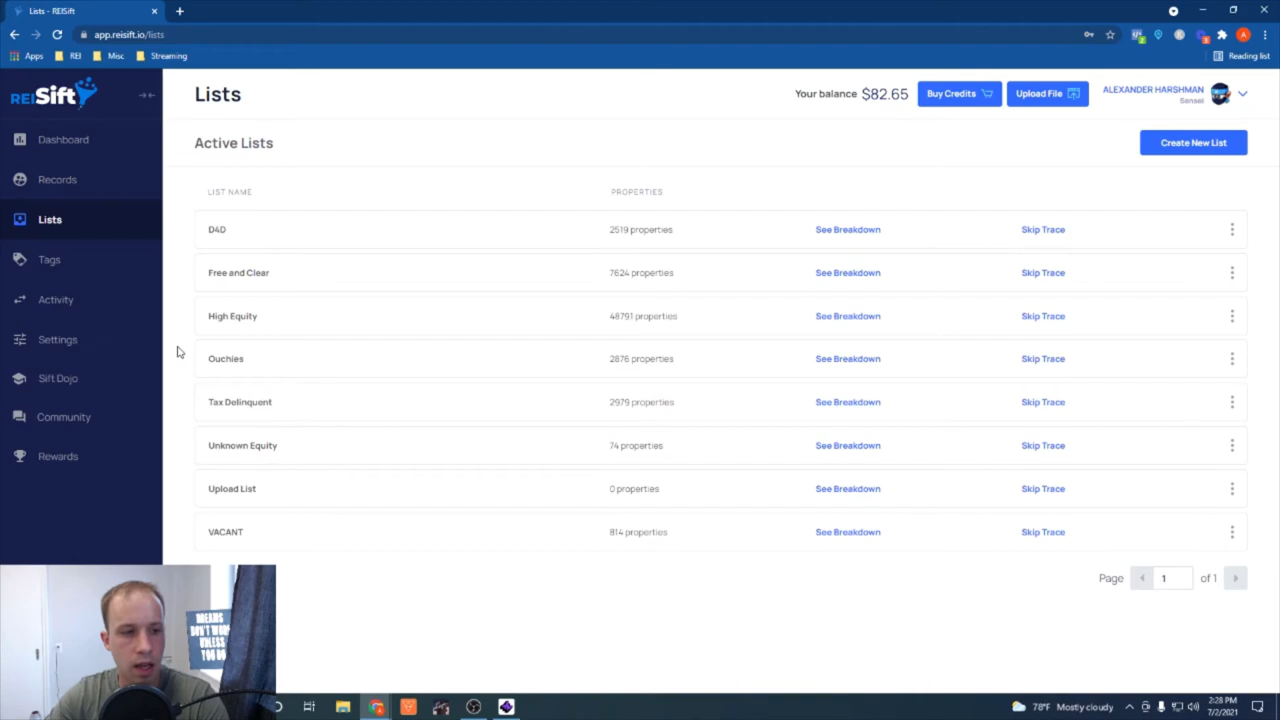 Lists - REISift
app.reisift.io/lists
Apps REI Misc Streaming Reading list
REISift
Lists
Your balance $82.65 Buy Credits Upload File ALEXANDER HARSHMAN
Sensei
Dashboard
Records
Lists
Tags
Activity
Settings
Sift Dojo
Community
Rewards
Active Lists Create New List
LIST NAME PROPERTIES
D4D 2519 properties See Breakdown Skip Trace
Free and Clear 7624 properties See Breakdown Skip Trace
High Equity 48791 properties See Breakdown Skip Trace
Ouchies 2876 properties See Breakdown Skip Trace
Tax Delinquent 2979 properties See Breakdown Skip Trace
Unknown Equity 74 properties See Breakdown Skip Trace
Upload List 0 properties See Breakdown Skip Trace
VACANT 814 properties See Breakdown Skip Trace
Page 1 of 1
DREAMS
DON'T WORK
UNLESS
YOU DO
78°F Mostly cloudy
2:28 PM
7/2/2021